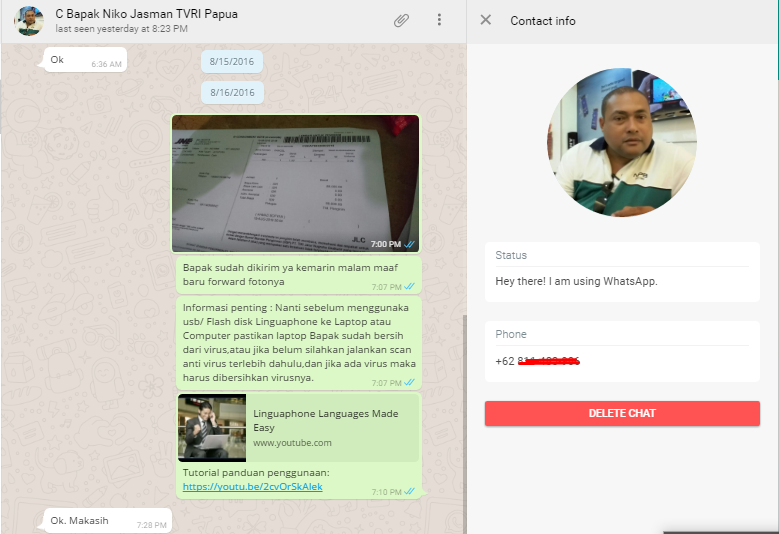 C Bapak Niko Jasman TVRI Papua
last seen yesterday at 8:23 PM
Contact info
Ok
6:36 AM
8/15/2016
8/16/2016
JLC
7:00 PM
Bapak sudah dikirim ya kemarin malam maaf
baru forward fotonya
7:07 PM
Informasi penting : Nanti sebelum menggunaka
usb/ Flash disk Linguaphone ke Laptop atau
Computer pastikan laptop Bapak sudah bersih
dari virus,atau jika belum silahkan jalankan scan
anti virus terlebih dahulu,dan jika ada virus maka
harus dibersihkan virusnya.
7:07 PM
Linguaphone Languages Made
Easy
www.youtube.com
Tutorial panduan penggunaan:
https://youtu.be/2cvOrSkAlek
7:10 PM
Ok. Makasih
7:28 PM
Status
Hey there! I am using WhatsApp.
Phone
+62
DELETE CHAT